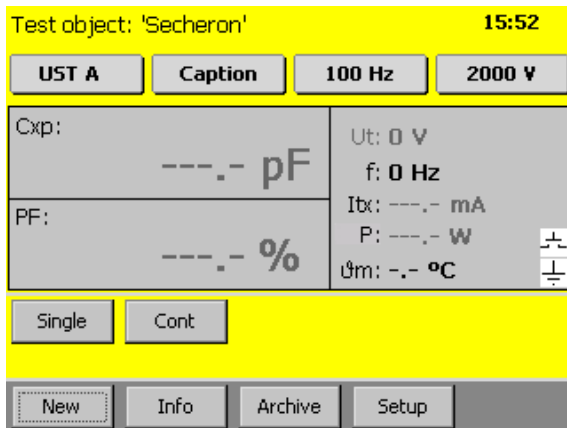 Test object: 'Secheron' 15:52
UST A Caption 100 Hz 2000 V
Cxp:
---.- pF
PF:
---.- %
Ut: 0 V
f: 0 Hz
Itx: ---.- mA
P: ---.- W
ϑm: -.- ºC
Single Cont
New Info Archive Setup